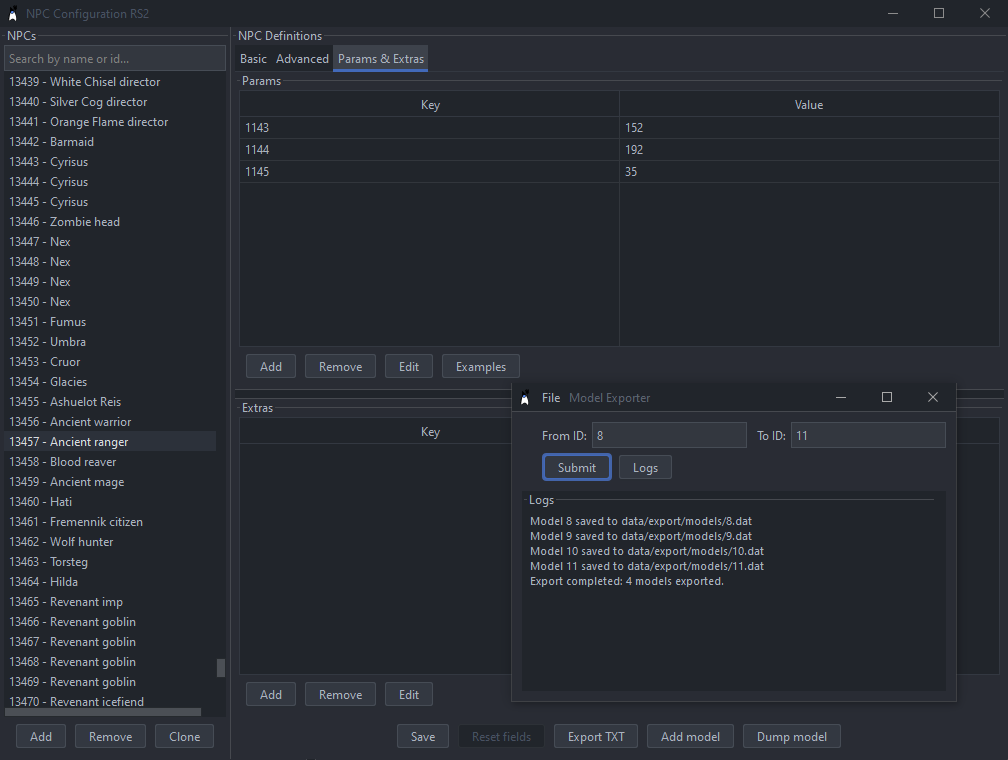 NPC Configuration RS2
NPCs
Search by name or id...
13439 - White Chisel director
13440 - Silver Cog director
13441 - Orange Flame director
13442 - Barmaid
13443 - Cyrisus
13444 - Cyrisus
13445 - Cyrisus
13446 - Zombie head
13447 - Nex
13448 - Nex
13449 - Nex
13450 - Nex
13451 - Fumus
13452 - Umbra
13453 - Cruor
13454 - Glacies
13455 - Ashuelot Reis
13456 - Ancient warrior
13457 - Ancient ranger
13458 - Blood reaver
13459 - Ancient mage
13460 - Hati
13461 - Fremennik citizen
13462 - Wolf hunter
13463 - Torsteg
13464 - Hilda
13465 - Revenant imp
13466 - Revenant goblin
13467 - Revenant goblin
13468 - Revenant goblin
13469 - Revenant goblin
13470 - Revenant icefiend
Add Remove Clone
NPC Definitions
Basic Advanced Params & Extras
Params
Key Value
1143 152
1144 192
1145 35
Add Remove Edit Examples
Extras
Key
Add Remove Edit
Save Reset fields Export TXT Add model Dump model
File Model Exporter
From ID: 8 To ID: 11
Submit Logs
Logs
Model 8 saved to data/export/models/8.dat
Model 9 saved to data/export/models/9.dat
Model 10 saved to data/export/models/10.dat
Model 11 saved to data/export/models/11.dat
Export completed: 4 models exported.